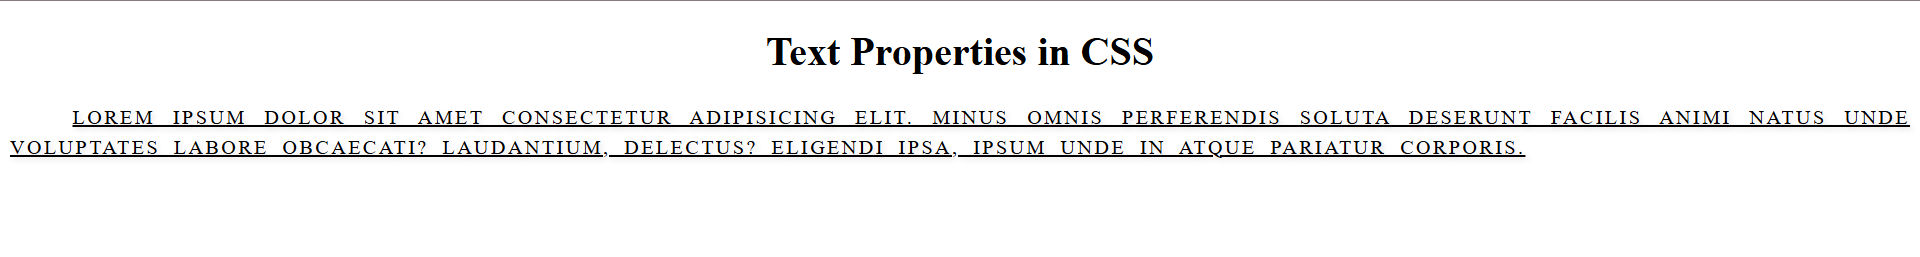 Text Properties in CSS
LOREM IPSUM DOLOR SIT AMET CONSECTETUR ADIPISICING ELIT. MINUS OMNIS PERFERENDIS SOLUTA DESERUNT FACILIS ANIMI NATUS UNDE
VOLUPTATES LABORE OBCAECATI? LAUDANTIUM, DELECTUS? ELIGENDI IPSA, IPSUM UNDE IN ATQUE PARIATUR CORPORIS.